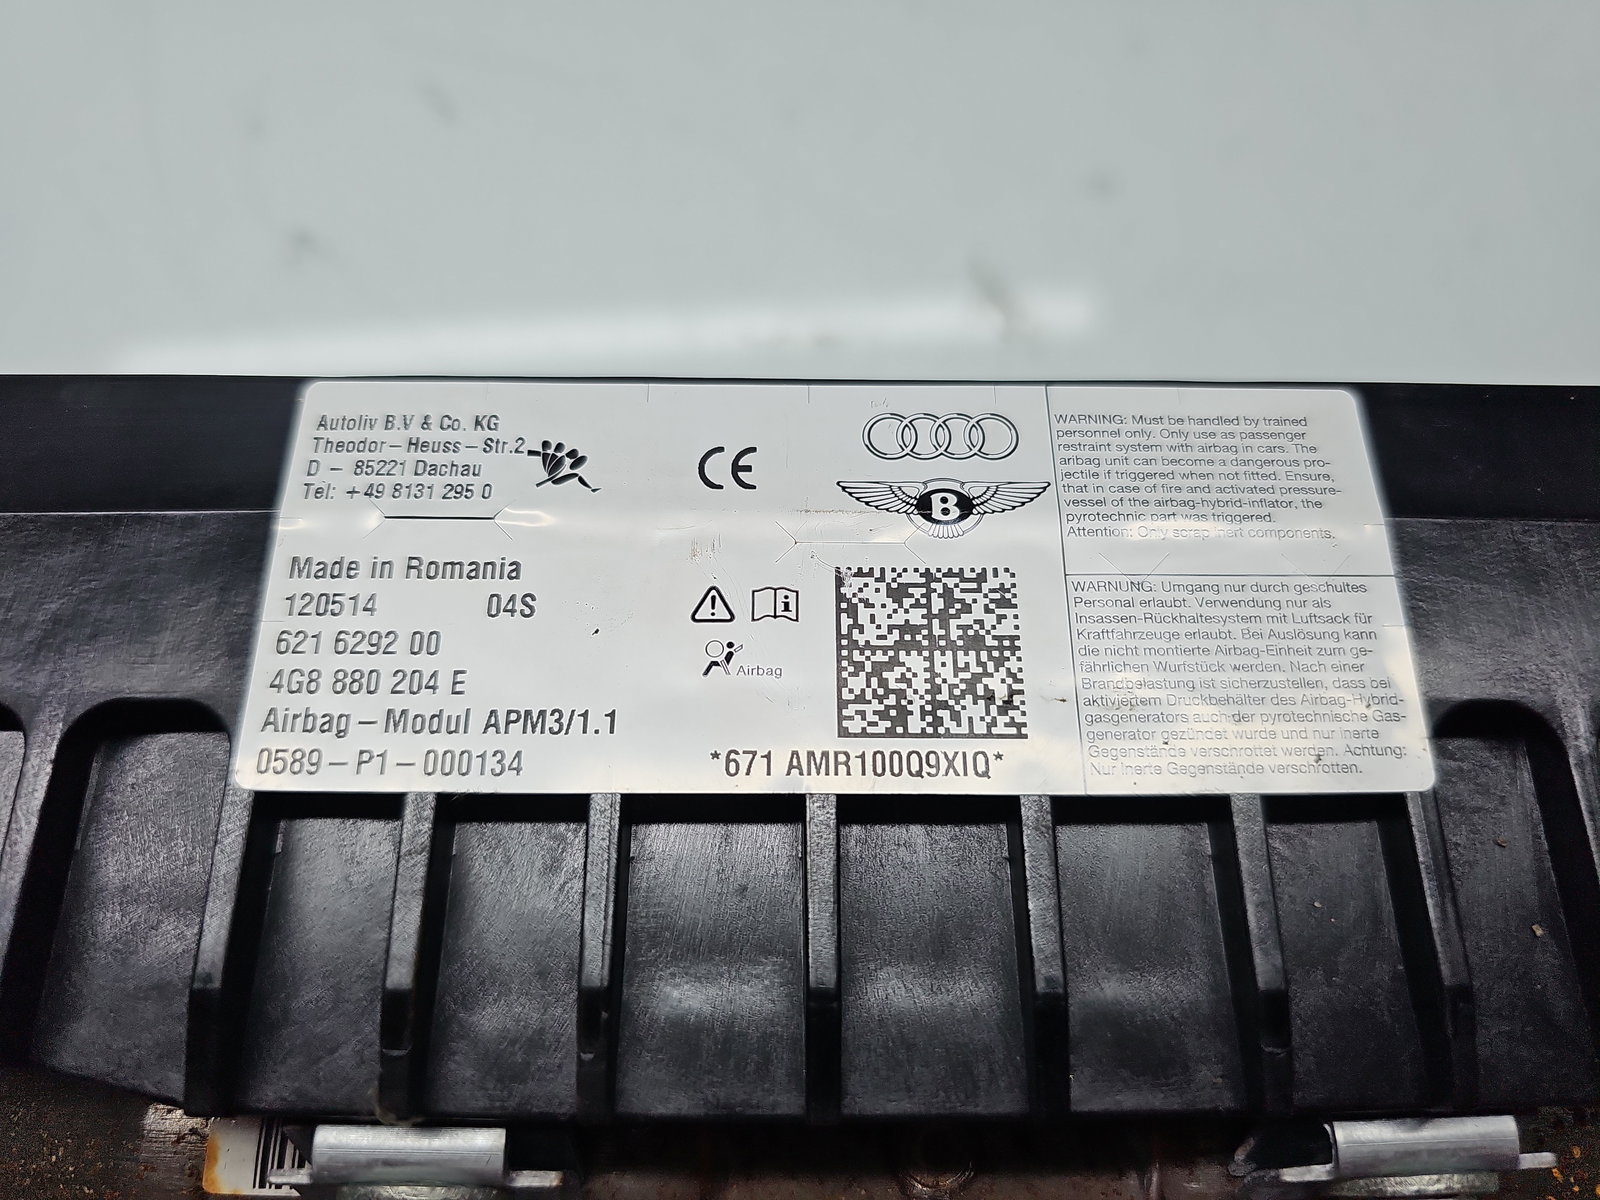 Autoliv B.V & Co. KG
Theodor-Heuss-Str.2
D - 85221 Dachau
Tel: +49 8131 295 0
Made in Romania
120514 04S
621 6292 00
4G8 880 204 E
Airbag-Modul APM3/1.1
0589-P1-000134
CE
Airbag
B
*671 AMR100Q9XIQ*
WARNING: Must be handled by trained
personnel only. Only use as passenger
restraint system with airbag in cars. The
aribag unit can become a dangerous pro-
jectile if triggered when not fitted. Ensure,
that in case of fire and activated pressure-
vessel of the airbag-hybrid-inflator, the
pyrotechnic part was triggered.
Attention: Only scrap inert components.
WARNUNG: Umgang nur durch geschultes
Personal erlaubt. Verwendung nur als
Insassen-Rückhaltesystem mit Luftsack für
Kraftfahrzeuge erlaubt. Bei Auslösung kann
die nicht montierte Airbag-Einheit zum ge-
fährlichen Wurfstück werden. Nach einer
Brandbelastung ist sicherzustellen, dass bei
aktiviertem Druckbehälter des Airbag-Hybrid-
gasgenerators auch der pyrotechnische Gas-
generator gezündet wurde und nur inerte
Gegenstände verschrottet werden. Achtung:
Nur inerte Gegenstände verschrotten.